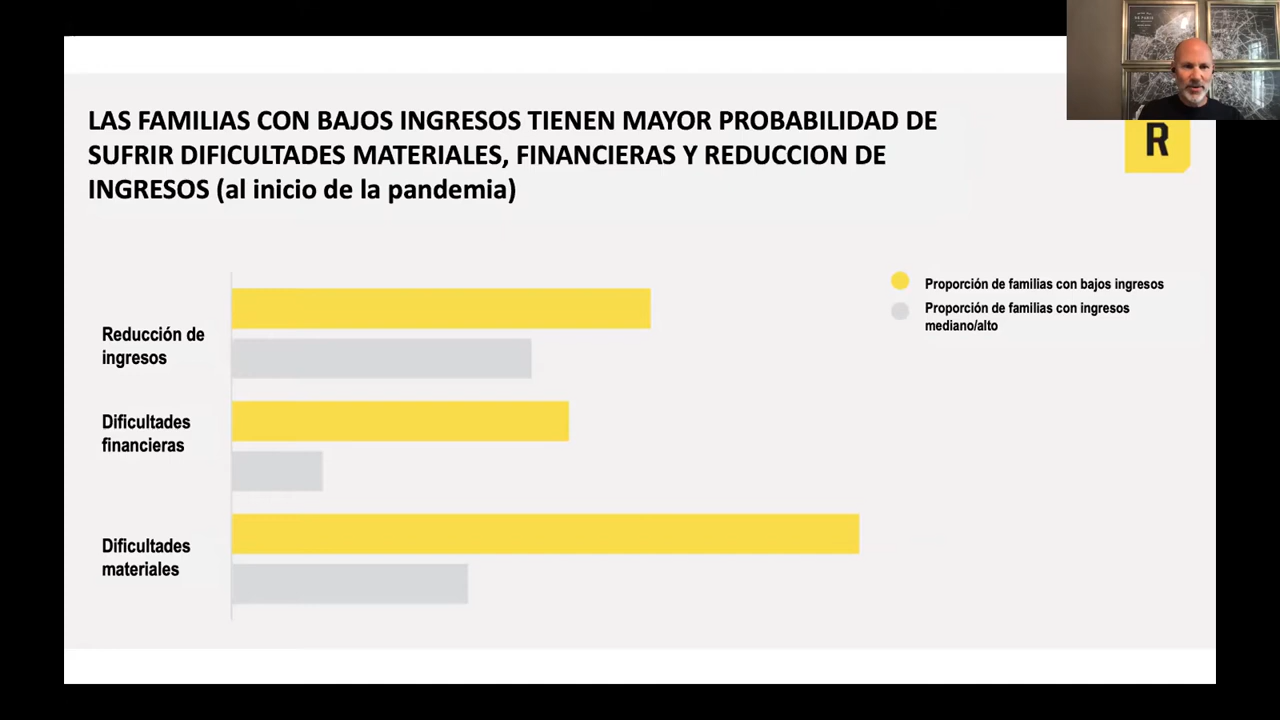 LAS FAMILIAS CON BAJOS INGRESOS TIENEN MAYOR PROBABILIDAD DE
SUFRIR DIFICULTADES MATERIALES, FINANCIERAS Y REDUCCION DE
INGRESOS (al inicio de la pandemia)
R
Proporción de familias con bajos ingresos
Proporción de familias con ingresos
mediano/alto
Reducción de
ingresos
Dificultades
financieras
Dificultades
materiales